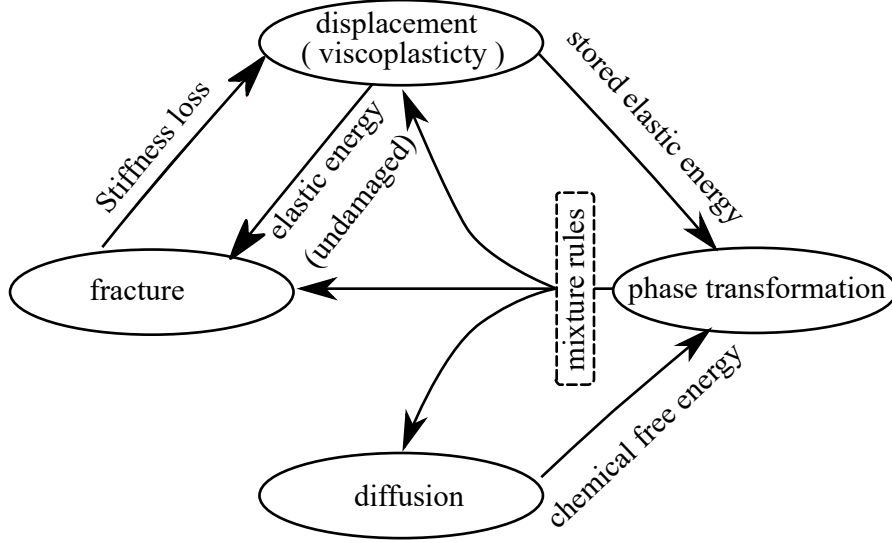 displacement
( viscoplasticty )
Stiffness loss
elastic energy
(undamaged)
stored elastic energy
fracture
mixture rules
phase transformation
diffusion
chemical free energy